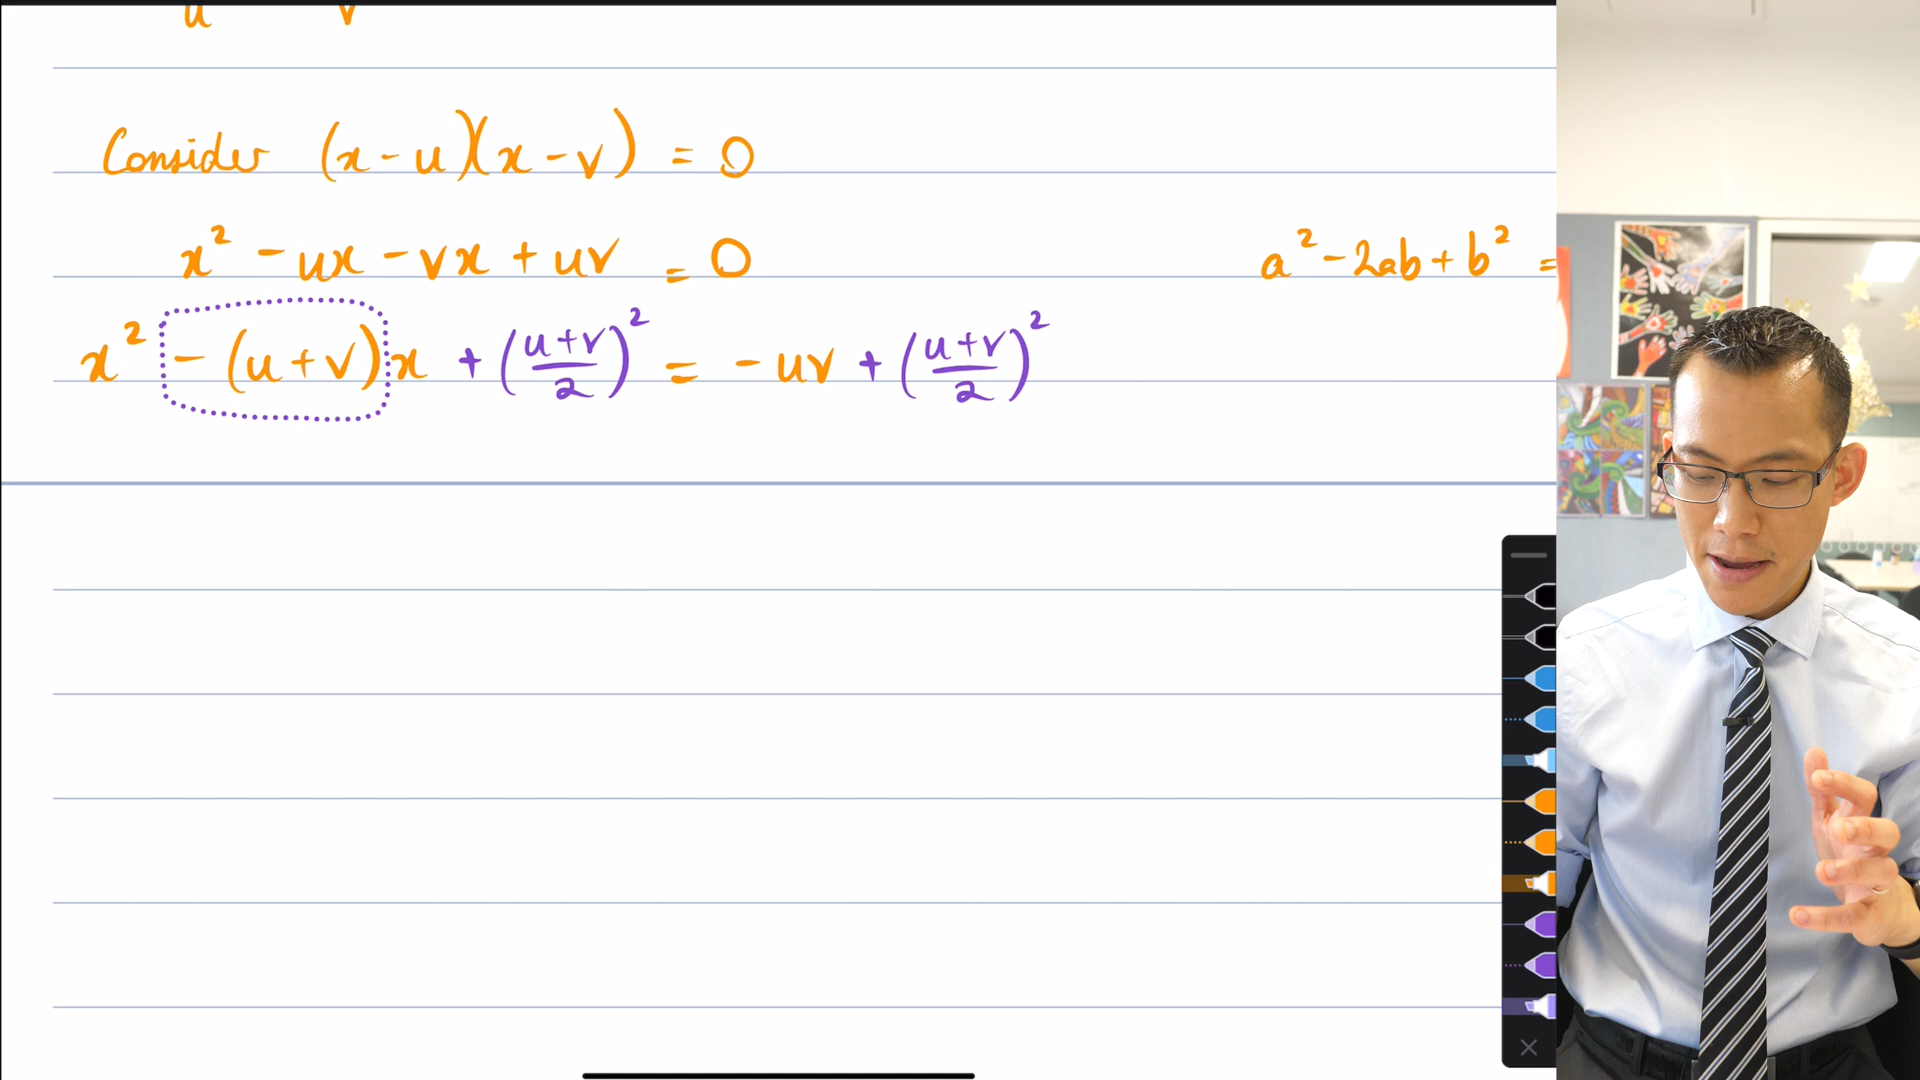 u v
Consider (x - u)(x - v) = 0
x² - ux - vx + uv = 0
a² - 2ab + b² =
x² - (u+v)x + ((u+v)/2)² = -uv + ((u+v)/2)²